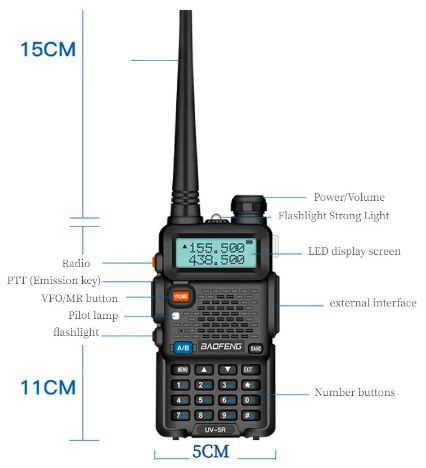 15CM
Power/Volume
Flashlight Strong Light
155.500
438.500
LED display screen
Radio
PTT (Emission key)
VFO/MR button
VFO/MR
external interface
Pilot lamp
flashlight
A/B BAOFENG BAND
MENU EXIT
11CM
1 2 3 *
4 5 6 0
7 8 9 #
Number buttons
UV-5R
5CM